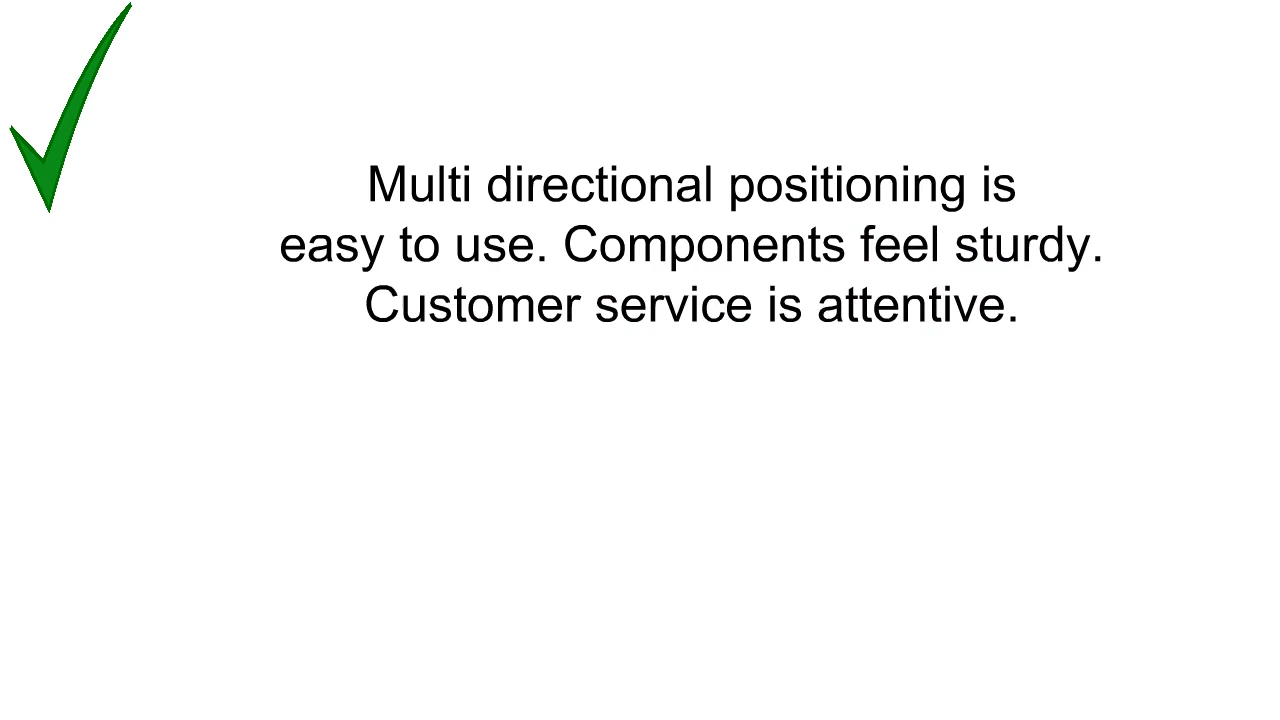 Multi directional positioning is
easy to use. Components feel sturdy.
Customer service is attentive.